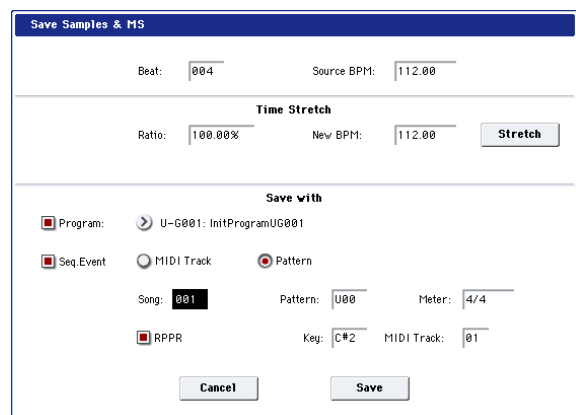 Save Samples & MS
Beat: 004 Source BPM: 112.00
Time Stretch
Ratio: 100.00% New BPM: 112.00 Stretch
Save with
Program: U-G001: InitProgramUG001
Seq.Event MIDI Track Pattern
Song: 001 Pattern: U00 Meter: 4/4
RPPR Key: C#2 MIDI Track: 01
Cancel Save